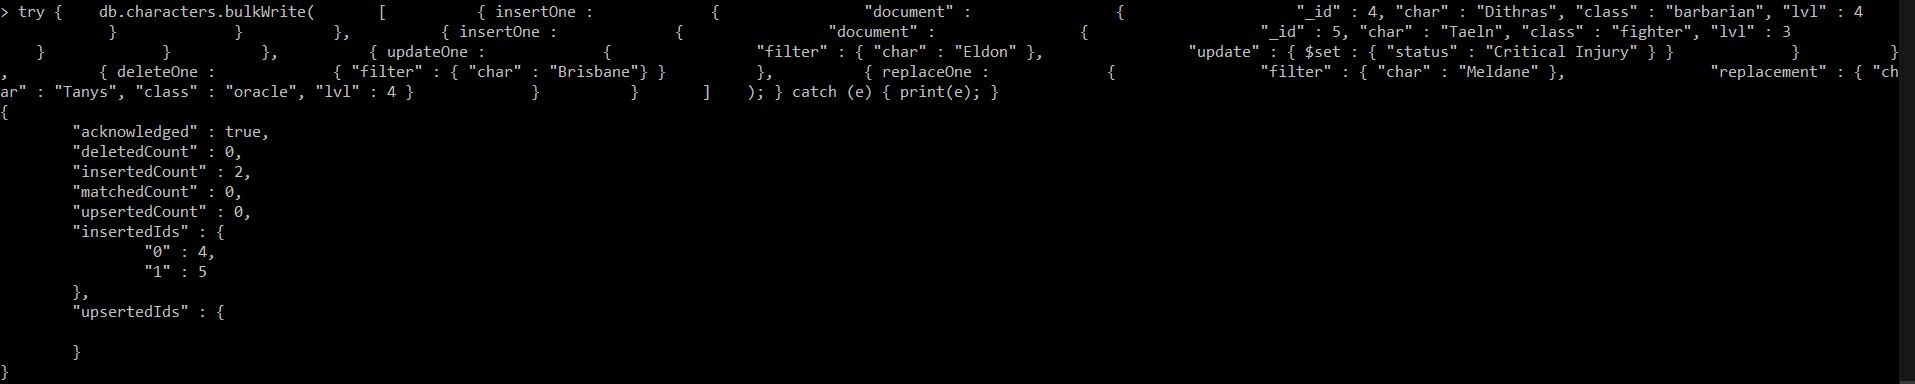 > try {    db.characters.bulkWrite(       [          { insertOne :             {                "document" :                {                   "_id" : 4, "char" : "Dithras", "class" : "barbarian", "lvl" : 4
            }             }          },          { insertOne :             {                "document" :                {                   "_id" : 5, "char" : "Taeln", "class" : "fighter", "lvl" : 3
    }             }          },          { updateOne :             {                "filter" : { "char" : "Eldon" },                "update" : { $set : { "status" : "Critical Injury" } }             }          }
,          { deleteOne :             { "filter" : { "char" : "Brisbane"} }          },          { replaceOne :             {                "filter" : { "char" : "Meldane" },                "replacement" : { "ch
ar" : "Tanys", "class" : "oracle", "lvl" : 4 }             }          }       ]    ); } catch (e) { print(e); }
{
        "acknowledged" : true,
        "deletedCount" : 0,
        "insertedCount" : 2,
        "matchedCount" : 0,
        "upsertedCount" : 0,
        "insertedIds" : {
                "0" : 4,
                "1" : 5
        },
        "upsertedIds" : {
        }
}